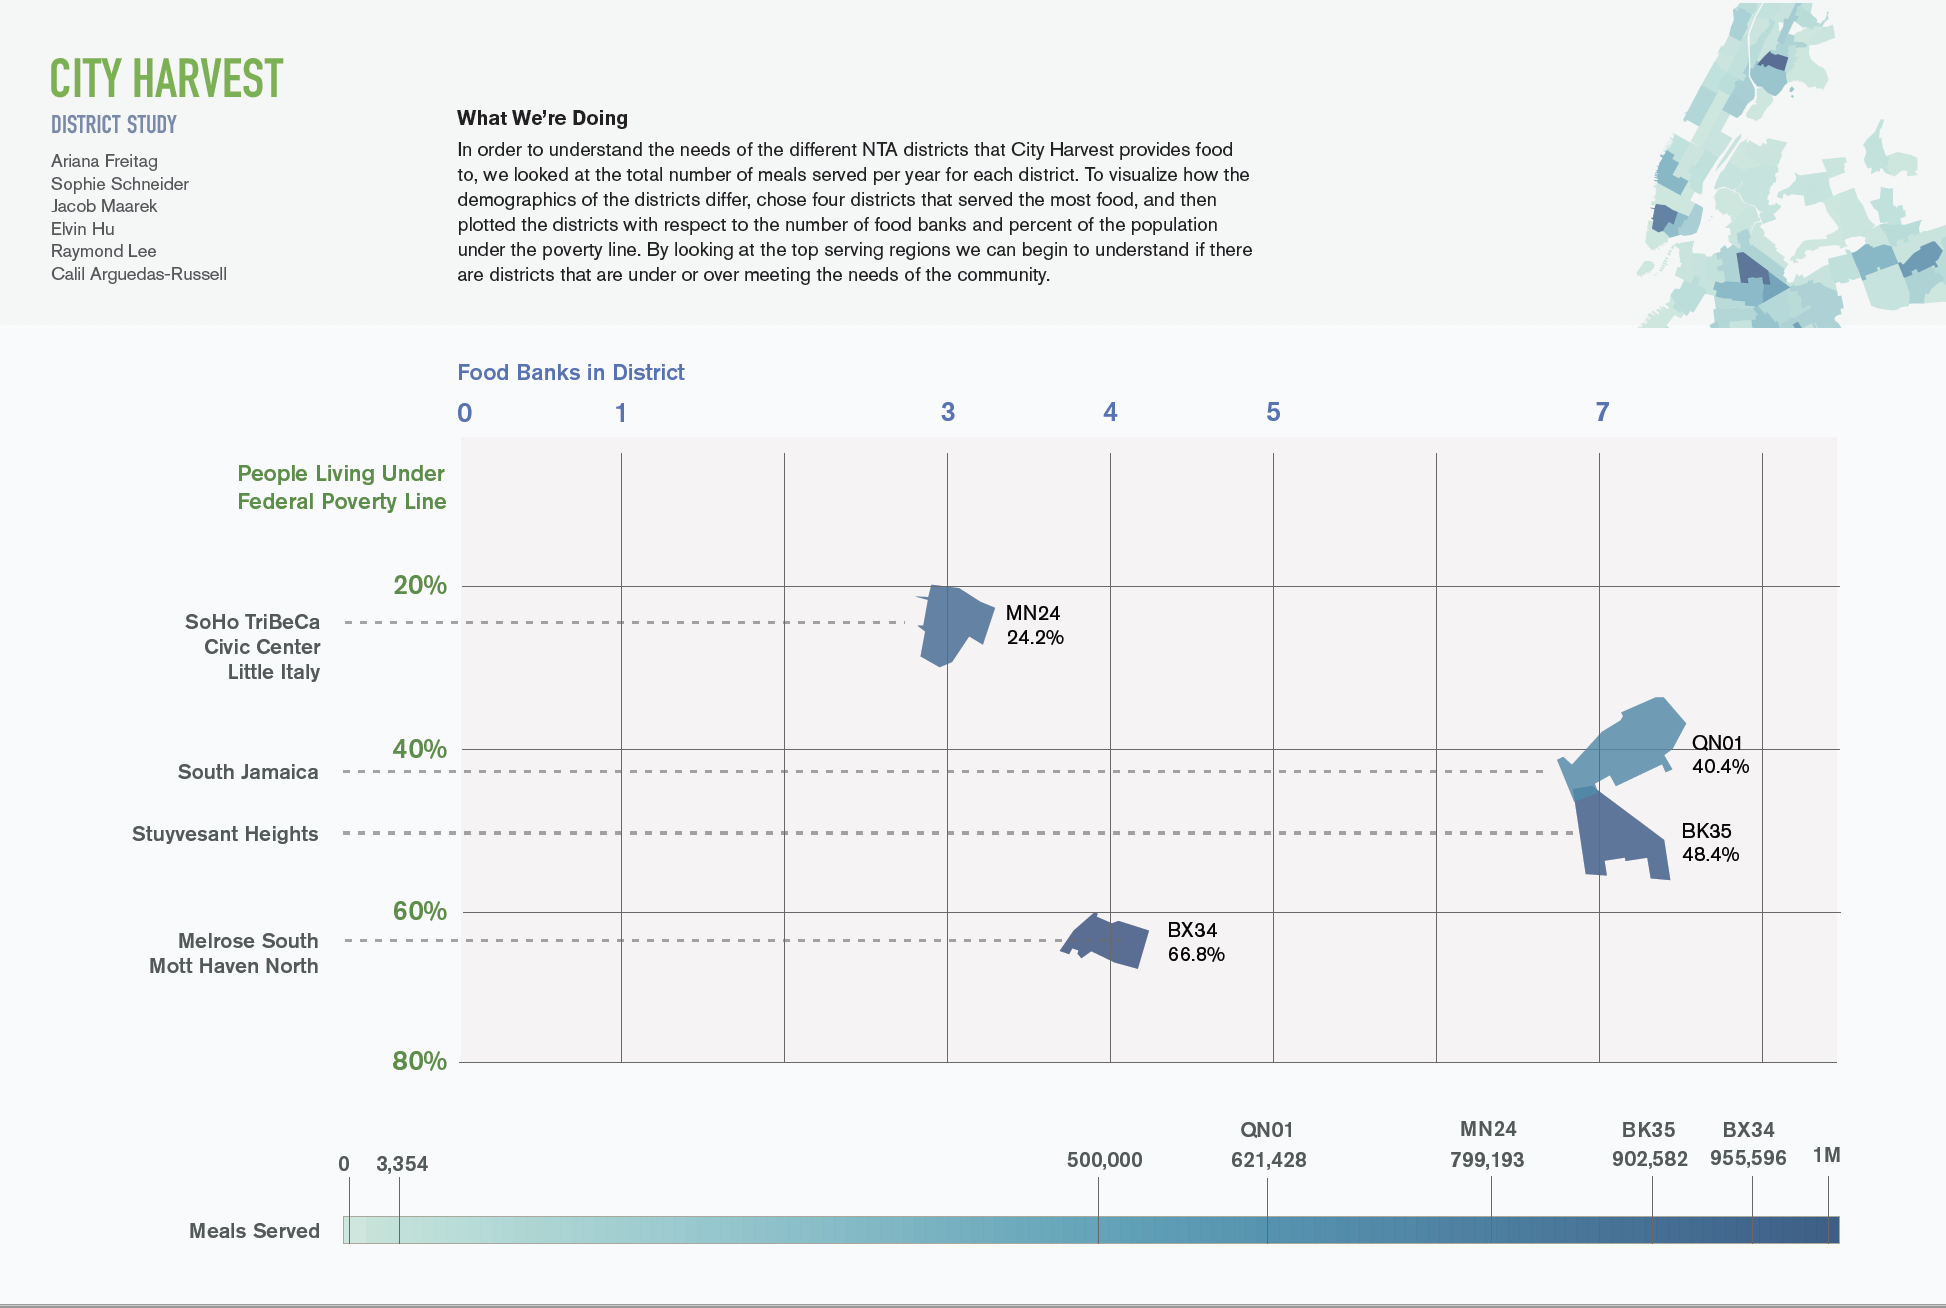 CITY HARVEST
DISTRICT STUDY
Ariana Freitag
Sophie Schneider
Jacob Maarek
Elvin Hu
Raymond Lee
Calil Arguedas-Russell
What We're Doing
In order to understand the needs of the different NTA districts that City Harvest provides food
to, we looked at the total number of meals served per year for each district. To visualize how the
demographics of the districts differ, chose four districts that served the most food, and then
plotted the districts with respect to the number of food banks and percent of the population
under the poverty line. By looking at the top serving regions we can begin to understand if there
are districts that are under or over meeting the needs of the community.
Food Banks in District
0 1 3 4 5 7
People Living Under
Federal Poverty Line
20%
SoHo TriBeCa
Civic Center
Little Italy
MN24
24.2%
40%
South Jamaica
QN01
40.4%
Stuyvesant Heights
BK35
48.4%
60%
Melrose South
Mott Haven North
BX34
66.8%
80%
QN01 MN24 BK35 BX34
0 3,354 500,000 621,428 799,193 902,582 955,596 1M
Meals Served